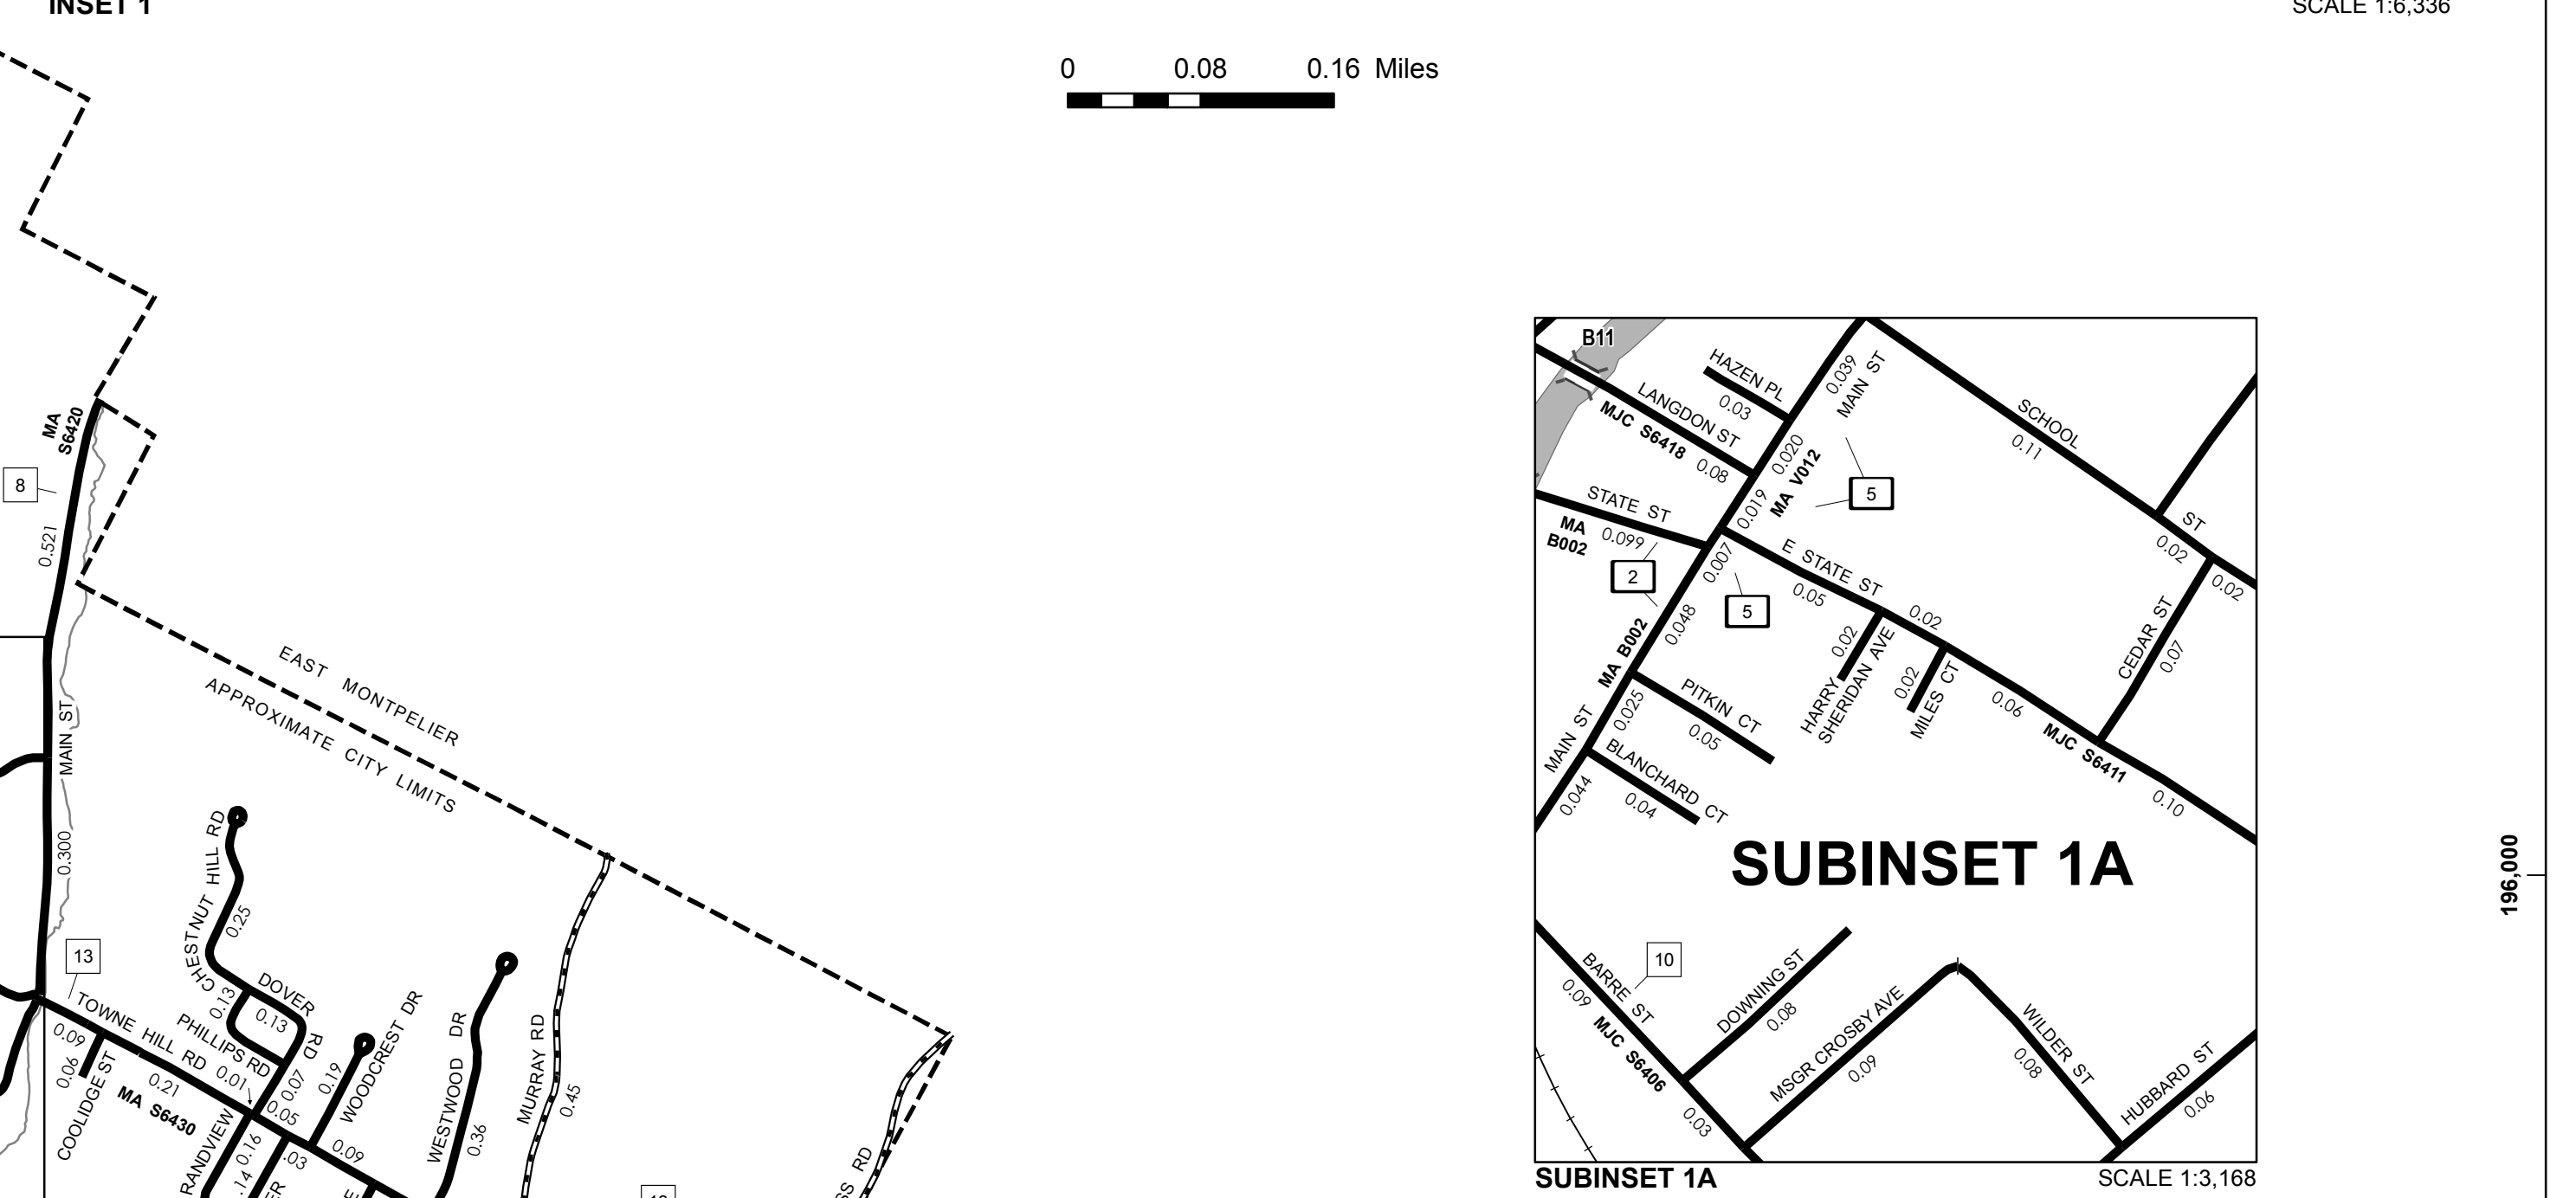 INSET 1
SCALE 1:6,336
0 0.08 0.16 Miles
MA
S6420
8
0.521
EAST MONTPELIER
APPROXIMATE CITY LIMITS
MAIN ST
0.300
13
CHESTNUT HILL RD
0.25
DOVER RD
0.13
0.13
PHILLIPS RD
TOWNE HILL RD
0.09
0.06
COOLIDGE ST
0.21
0.01
0.07
0.05
MA S6430
0.19
WOODCREST DR
0.16
0.09
WESTWOOD DR
0.36
MURRAY RD
0.45
RD
196,000
B11
HAZEN PL
0.03
LANGDON ST
MJC S6418
0.08
0.039
MAIN ST
0.020
MA V012
0.019
5
SCHOOL ST
0.11
0.02
0.02
STATE ST
MA
B002
0.099
2
0.007
5
E STATE ST
0.05
0.02
0.048
MA B002
0.02
HARRY
SHERIDAN AVE
0.02
MILES CT
0.06
CEDAR ST
0.07
MJC S6411
0.10
0.025
PITKIN CT
0.05
MAIN ST
BLANCHARD CT
0.044
0.04
SUBINSET 1A
BARRE ST
10
0.09
MJC S6406
0.03
DOWNING ST
0.08
MSGR CROSBY AVE
0.09
WILDER ST
0.08
HUBBARD ST
0.06
SUBINSET 1A
SCALE 1:3,168